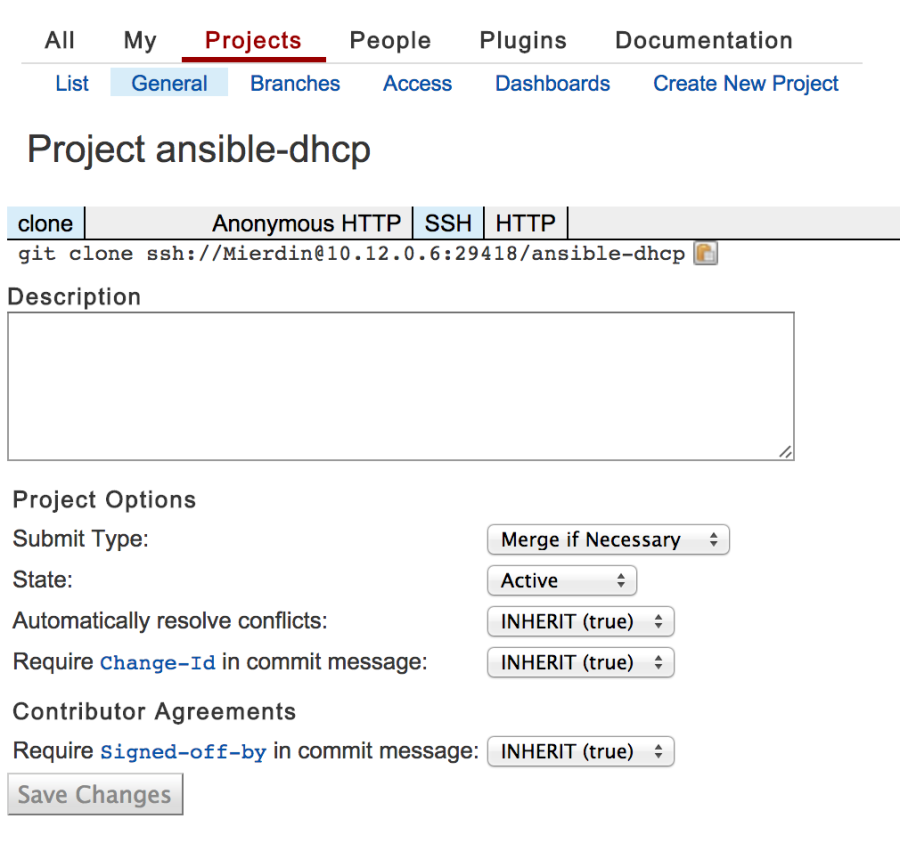 All My Projects People Plugins Documentation
List General Branches Access Dashboards Create New Project
Project ansible-dhcp
clone Anonymous HTTP SSH HTTP
git clone ssh://Mierdin@10.12.0.6:29418/ansible-dhcp
Description
Project Options
Submit Type: Merge if Necessary
State: Active
Automatically resolve conflicts: INHERIT (true)
Require Change-Id in commit message: INHERIT (true)
Contributor Agreements
Require Signed-off-by in commit message: INHERIT (true)
Save Changes